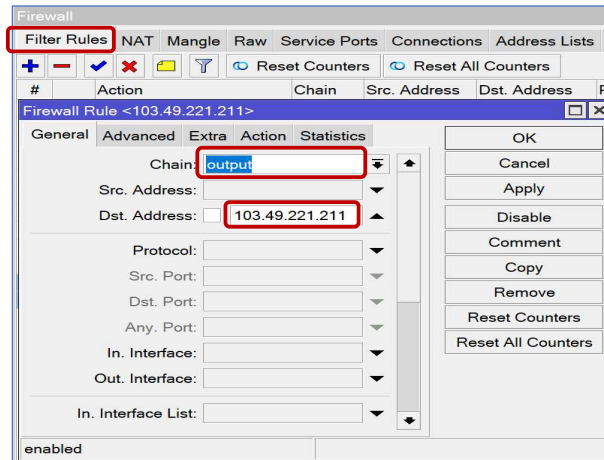 Firewall
Filter Rules NAT Mangle Raw Service Ports Connections Address Lists
Reset Counters Reset All Counters
# Action Chain Src. Address Dst. Address
Firewall Rule <103.49.221.211>
General Advanced Extra Action Statistics
OK
Chain: output
Cancel
Src. Address:
Apply
Dst. Address: 103.49.221.211
Disable
Protocol:
Comment
Src. Port:
Copy
Dst. Port:
Remove
Any. Port:
Reset Counters
In. Interface:
Reset All Counters
Out. Interface:
In. Interface List:
enabled